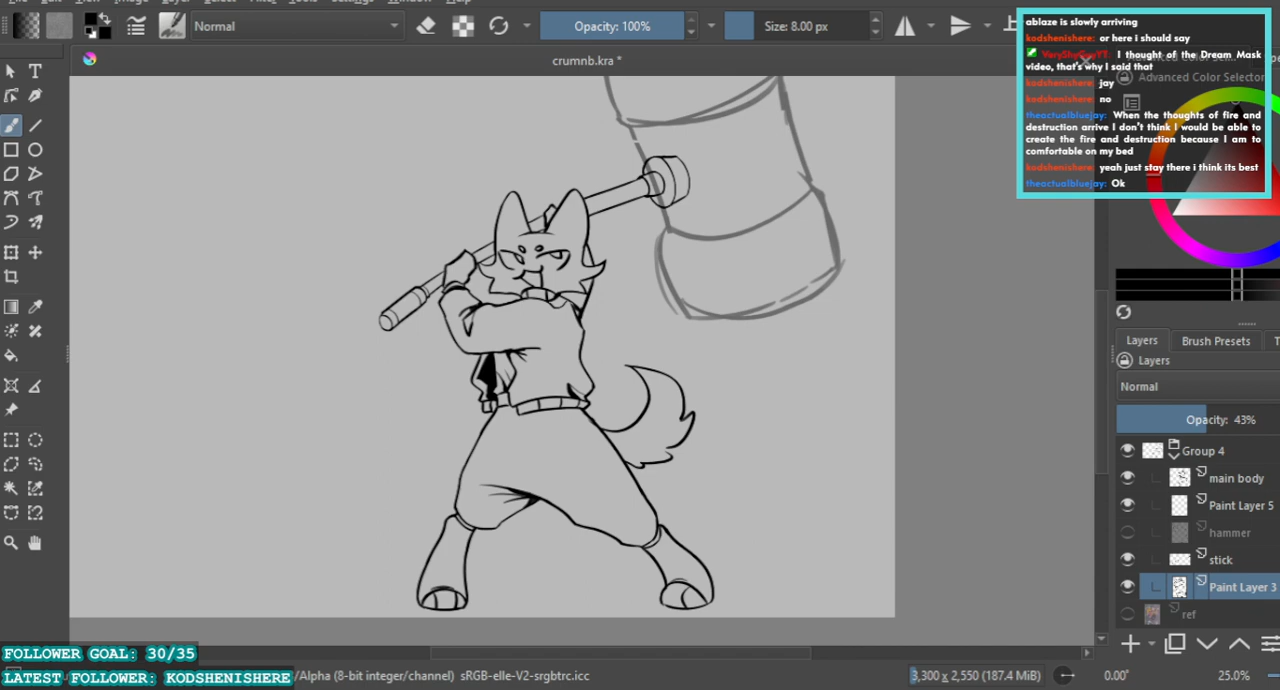 Normal
Opacity: 100%
Size: 8.00 px
crumnb.kra *
ablaze is slowly arriving
kodshenishere: or here i should say
VeryShyGuyYT: I thought of the Dream Mask
video, that's why I said that
kodshenishere: jay
kodshenishere: no
theactualbluejay: When the thoughts of fire and
destruction arrive I don't think I would be able to
create the fire and destruction because I am to
comfortable on my bed
kodshenishere: yeah just stay there i think its best
theactualbluejay: Ok
Advanced Color Selector
Layers
Brush Presets
Layers
Normal
Opacity: 43%
Group 4
main body
Paint Layer 5
hammer
stick
Paint Layer 3
ref
FOLLOWER GOAL: 30/35
LATEST FOLLOWER: KODSHENISHERE
/Alpha (8-bit integer/channel) sRGB-elle-V2-srgbtrc.icc
3,300 x 2,550 (187.4 MiB)
0.00°
25.0%